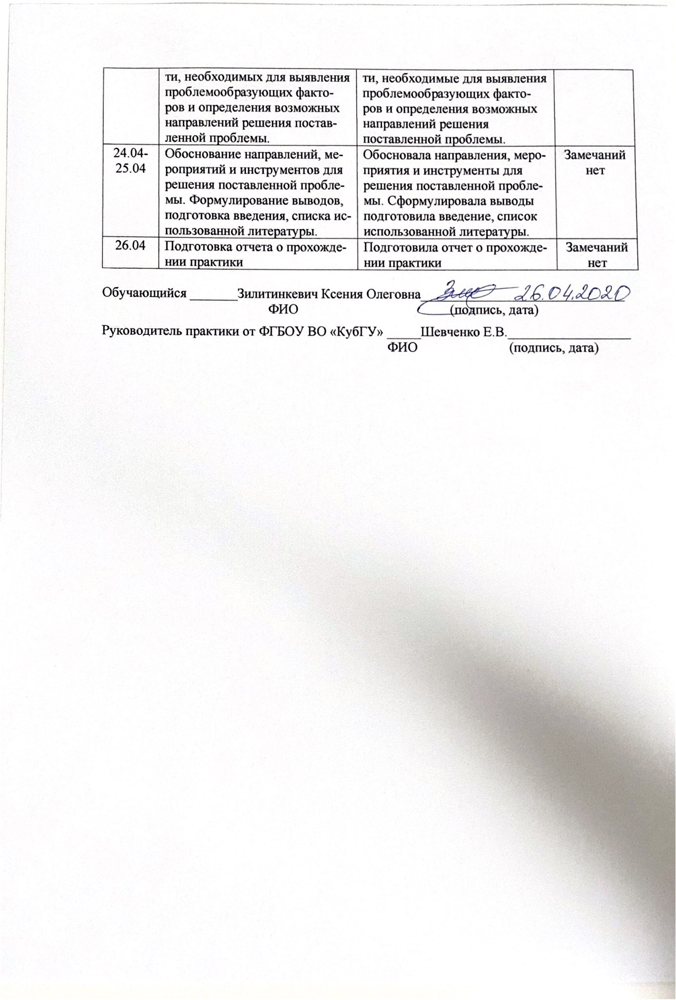 ти, необходимых для выявления
проблемообразующих факто-
ров и определения возможных
направлений решения постав-
ленной проблемы.
ти, необходимые для выявления
проблемообразующих факто-
ров и определения возможных
направлений решения
поставленной проблемы.
24.04-
25.04
Обоснование направлений, ме-
роприятий и инструментов для
решения поставленной пробле-
мы. Формулирование выводов,
подготовка введения, списка ис-
пользованной литературы.
Обосновала направления, меро-
приятия и инструменты для
решения поставленной пробле-
мы. Сформулировала выводы
подготовила введение, список
использованной литературы.
Замечаний
нет
26.04
Подготовка отчета о прохожде-
нии практики
Подготовила отчет о прохожде-
нии практики
Замечаний
нет
Обучающийся _______Зилитинкевич Ксения Олеговна 26.04.2020
ФИО (подпись, дата)
Руководитель практики от ФГБОУ ВО «КубГУ» _____Шевченко Е.В.__________________
ФИО (подпись, дата)